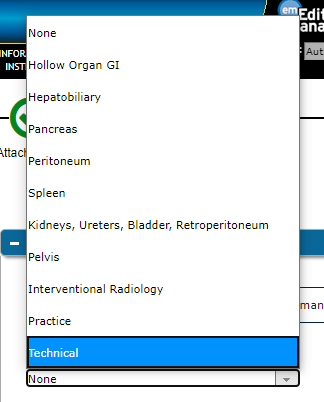 em
Edit
None
INFOR
INST
Aut
Hollow Organ GI
Hepatobiliary
Pancreas
Attach
Peritoneum
Spleen
Kidneys, Ureters, Bladder, Retroperitoneum
Pelvis
Interventional Radiology
man
Practice
Technical
None